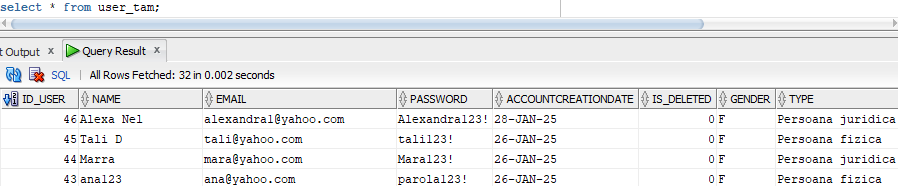 select * from user_tam;
t Output x Query Result x
SQL All Rows Fetched: 32 in 0.002 seconds
ID_USER NAME EMAIL PASSWORD ACCOUNTCREATIONDATE IS_DELETED GENDER TYPE
46 Alexa Nel alexandral@yahoo.com Alexandra123! 28-JAN-25 0 F Persoana juridica
45 Tali D tali@yahoo.com tali123! 26-JAN-25 0 F Persoana fizica
44 Marra mara@yahoo.com Mara123! 26-JAN-25 0 F Persoana juridica
43 ana123 ana@yahoo.com parola123! 26-JAN-25 0 F Persoana fizica